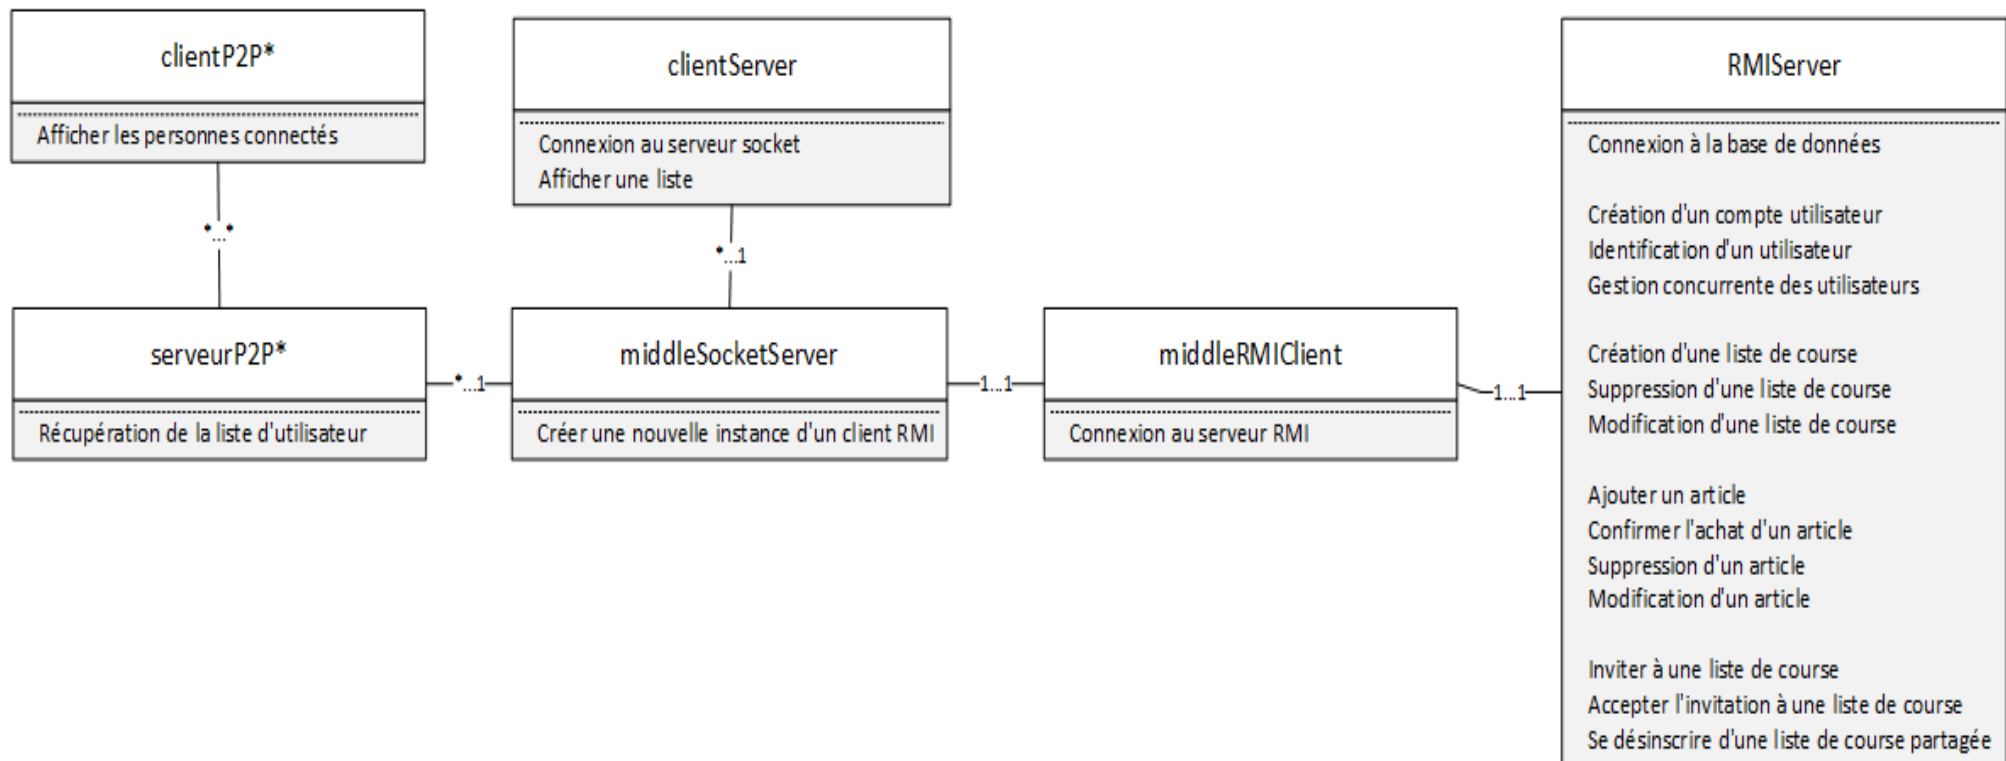 clientP2P*
Afficher les personnes connectés
*...*
clientServer
Connexion au serveur socket
Afficher une liste
*...1
serveurP2P*
Récupération de la liste d'utilisateur
*...1
middleSocketServer
Créer une nouvelle instance d'un client RMI
1...1
middleRMIClient
Connexion au serveur RMI
1...1
RMIServer
Connexion à la base de données
Création d'un compte utilisateur
Identification d'un utilisateur
Gestion concurrente des utilisateurs
Création d'une liste de course
Suppression d'une liste de course
Modification d'une liste de course
Ajouter un article
Confirmer l'achat d'un article
Suppression d'un article
Modification d'un article
Inviter à une liste de course
Accepter l'invitation à une liste de course
Se désinscrire d'une liste de course partagée